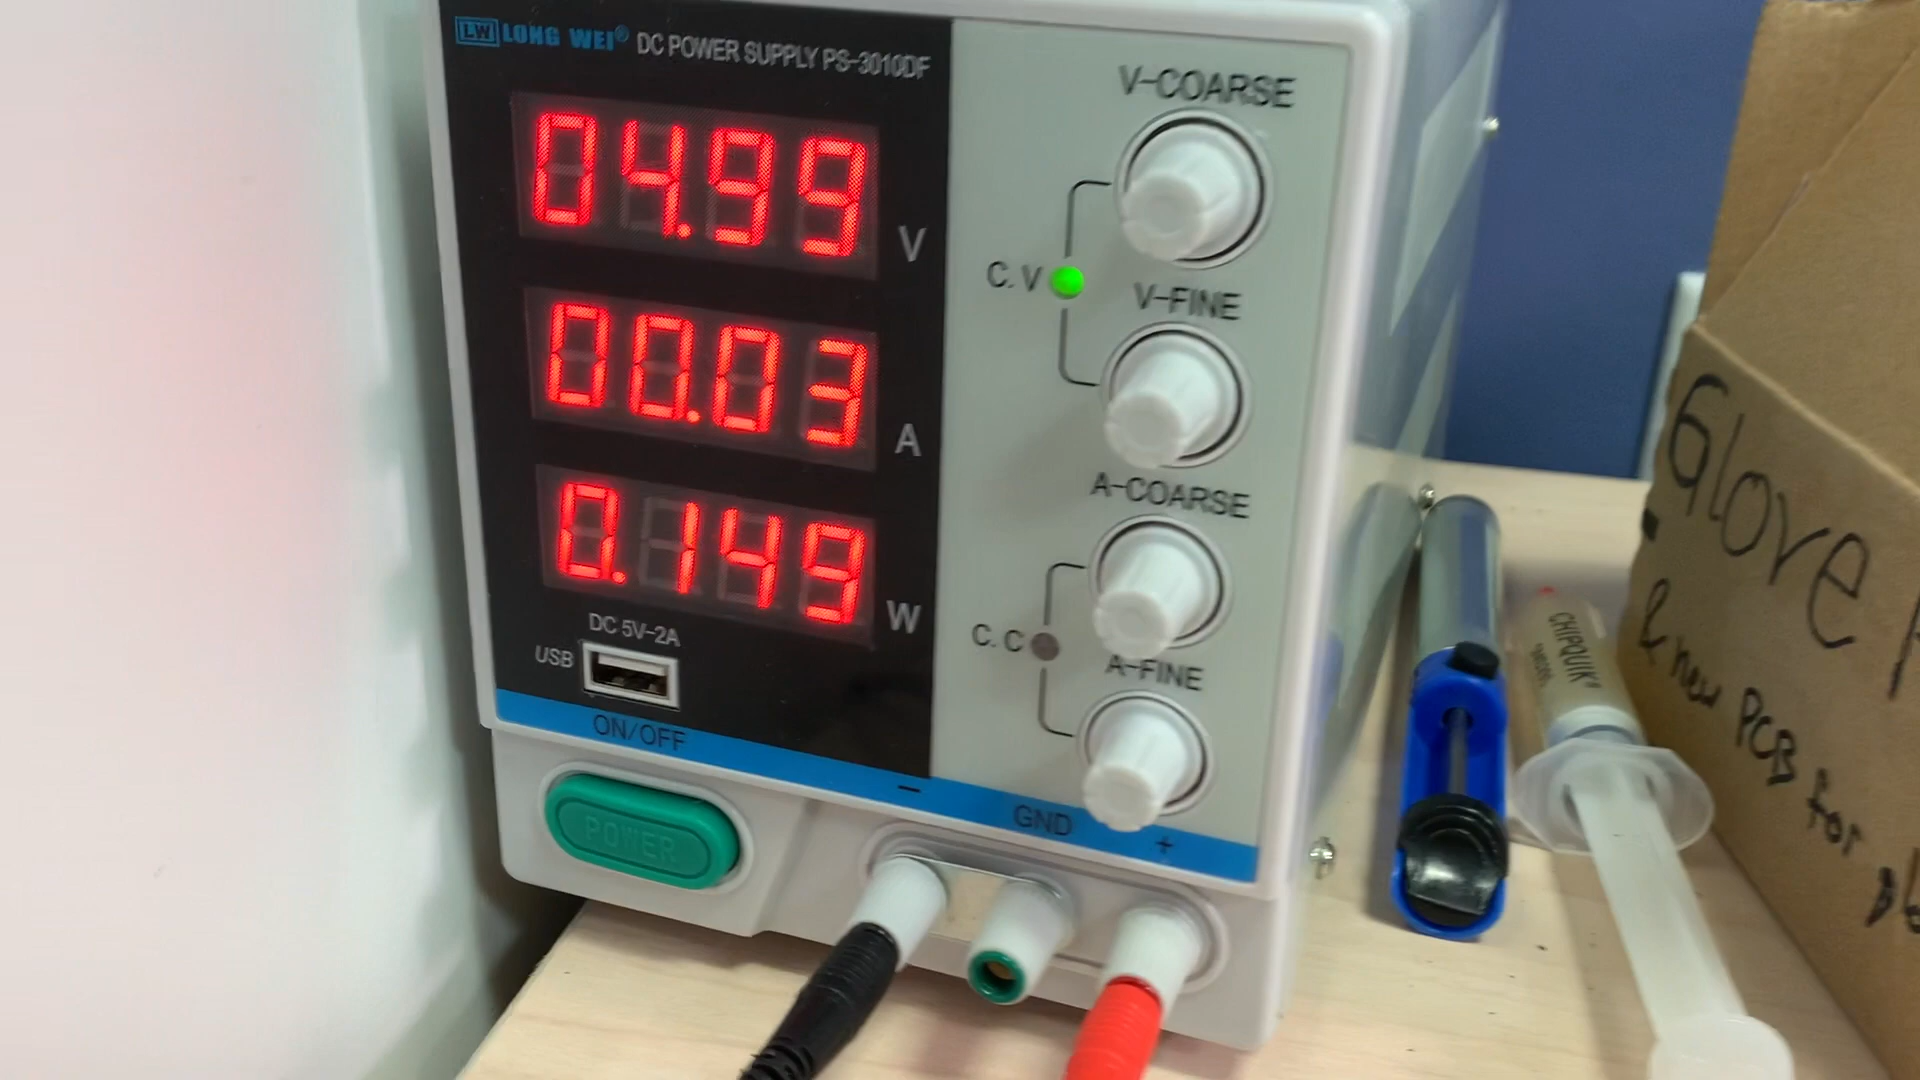 LW LONG WEI® DC POWER SUPPLY PS-3010DF
04.99 V
00.03 A
0.149 W
DC 5V-2A
USB
ON/OFF
POWER
V-COARSE
C.V
V-FINE
A-COARSE
C.C
A-FINE
- GND +
CHIPQUIK®
Glove
& new PCB for